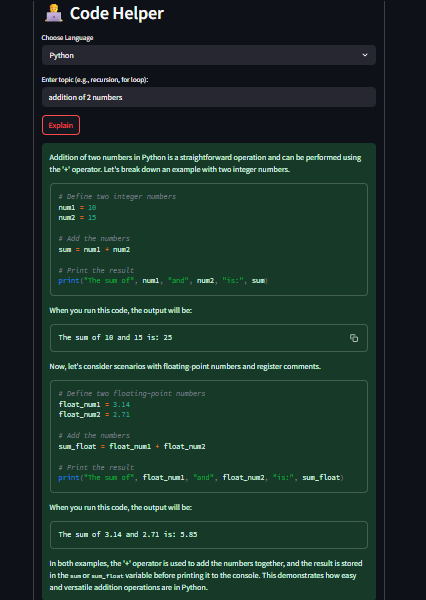 Code Helper
Choose Language
Python
Enter topic (e.g., recursion, for loop):
addition of 2 numbers
Explain
Addition of two numbers in Python is a straightforward operation and can be performed using
the '+' operator. Let's break down an example with two integer numbers.
# Define two integer numbers
num1 = 10
num2 = 15
# Add the numbers
sum = num1 + num2
# Print the result
print("The sum of", num1, "and", num2, "is:", sum)
When you run this code, the output will be:
The sum of 10 and 15 is: 25
Now, let's consider scenarios with floating-point numbers and register comments.
# Define two floating-point numbers
float_num1 = 3.14
float_num2 = 2.71
# Add the numbers
sum_float = float_num1 + float_num2
# Print the result
print("The sum of", float_num1, "and", float_num2, "is:", sum_float)
When you run this code, the output will be:
The sum of 3.14 and 2.71 is: 5.85
In both examples, the '+' operator is used to add the numbers together, and the result is stored
in the sum or sum_float variable before printing it to the console. This demonstrates how easy
and versatile addition operations are in Python.